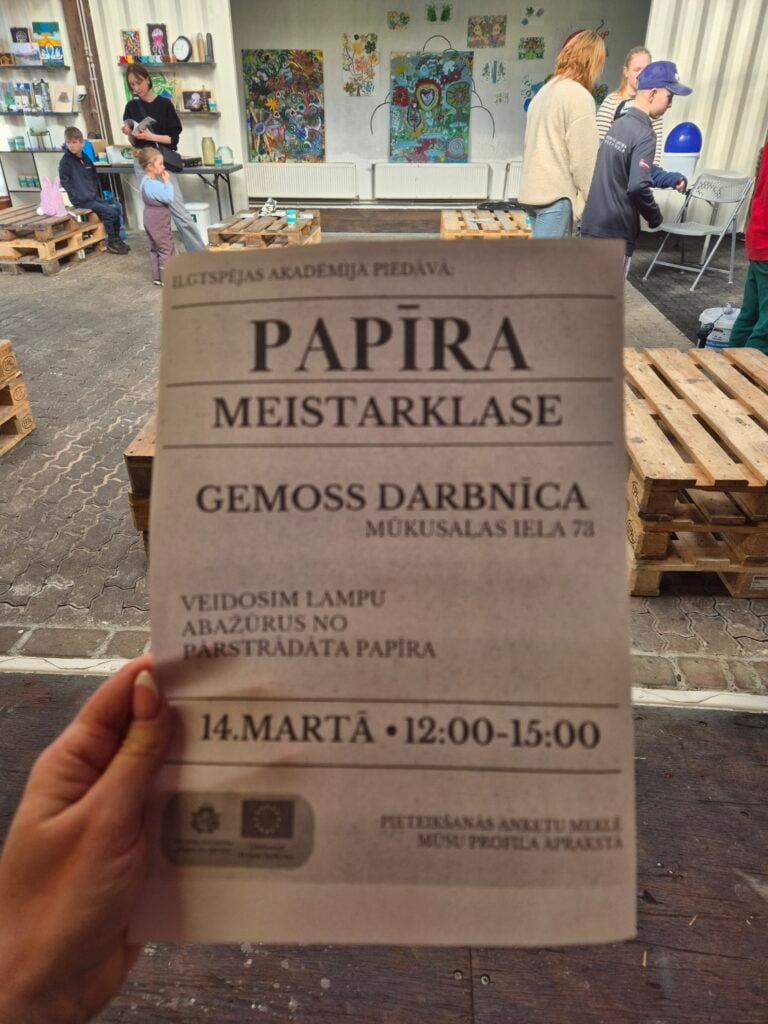 ILGTSPĒJAS AKADĒMIJA PIEDĀVĀ:
PAPĪRA
MEISTARKLASE
GEMOSS DARBNĪCA
MŪKUSALAS IELA 73
VEIDOSIM LAMPU
ABAŽŪRUS NO
PĀRSTRĀDĀTA PAPĪRA
14.MARTĀ • 12:00-15:00
PIETEIKŠANĀS ANKETU MEKLĒ
MŪSU PROFILA APRAKSTĀ